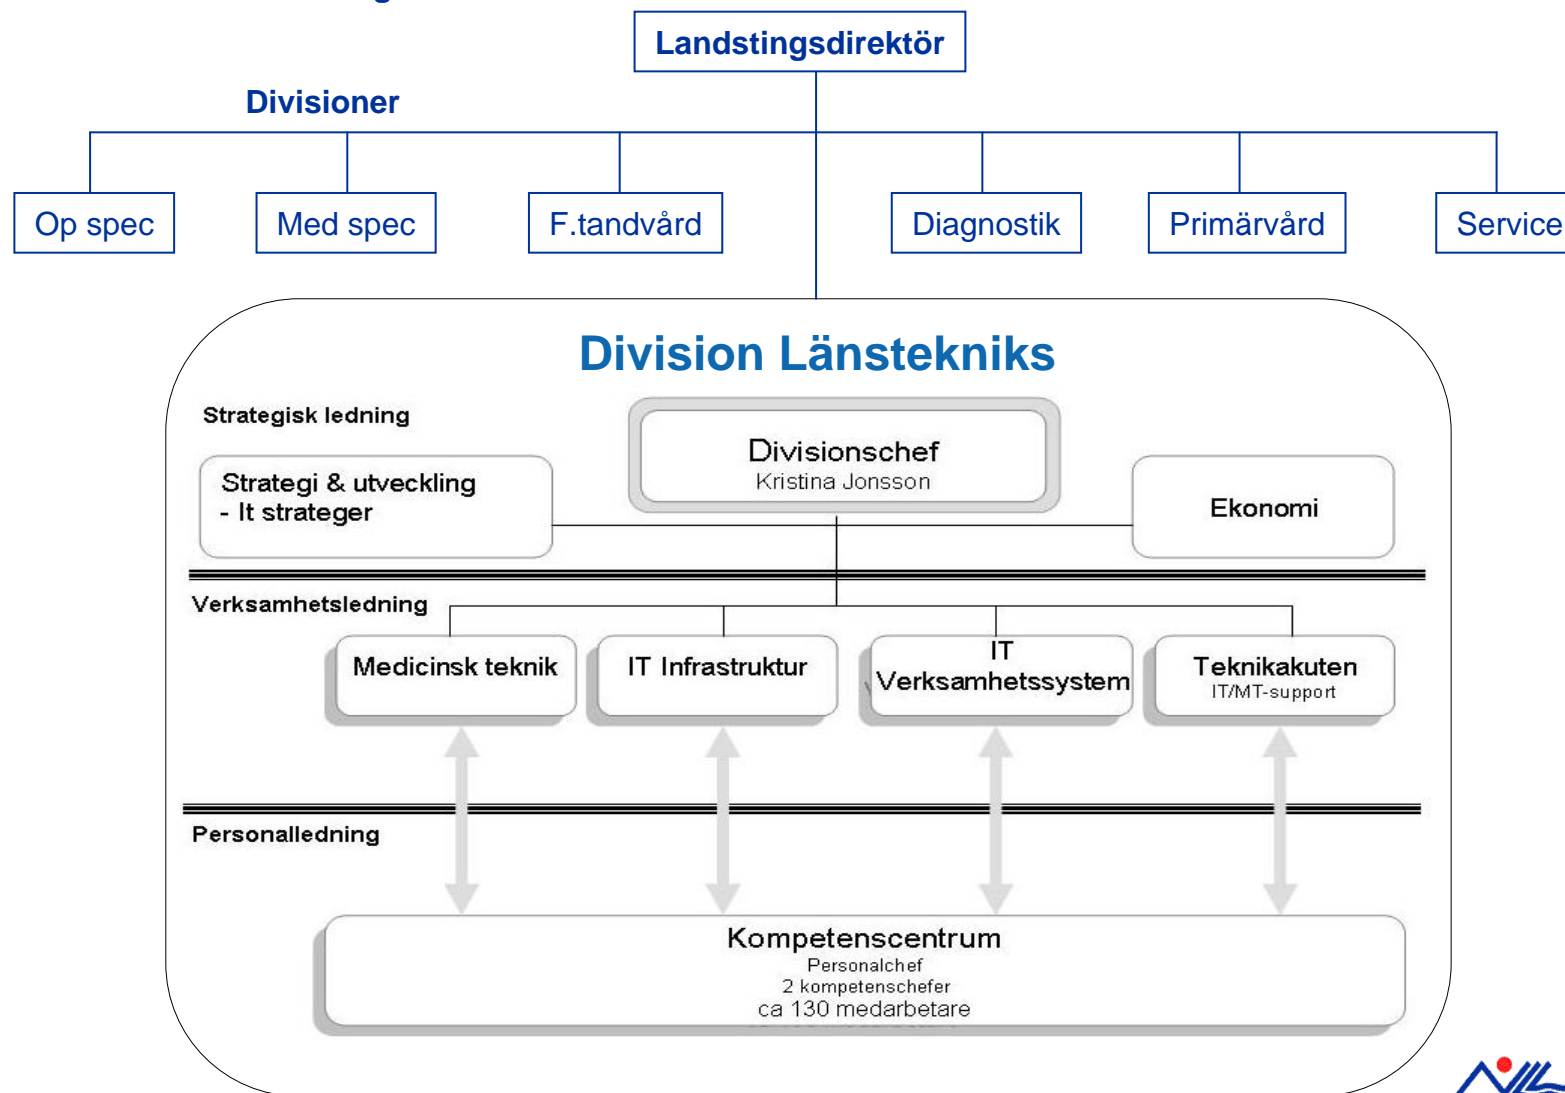 Landstingsdirektör
Divisioner
Op spec
Med spec
F.tandvård
Diagnostik
Primärvård
Service
Division Länstekniks
Strategisk ledning
Divisionschef
Kristina Jonsson
Strategi & utveckling
- It strateger
Ekonomi
Verksamhetsledning
Medicinsk teknik
IT Infrastruktur
IT
Verksamhetssystem
Teknikakuten
IT/MT-support
Personalledning
Kompetenscentrum
Personalchef
2 kompetenschefer
ca 130 medarbetare